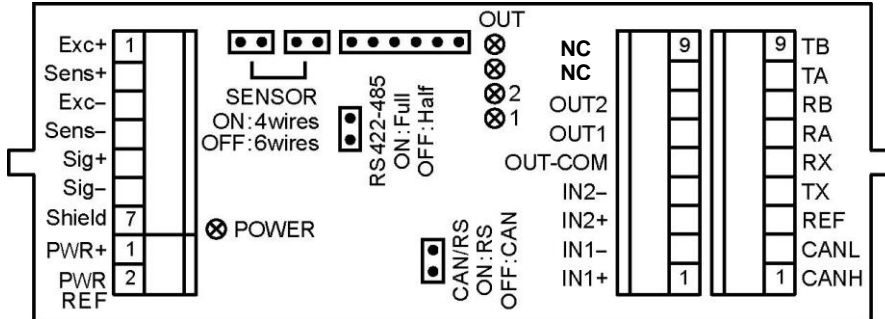 OUT
Exc+ 1
Sens+
Exc–
Sens–
Sig+
Sig–
Shield 7
PWR+ 1
PWR 2
REF
SENSOR
ON:4wires
OFF:6wires
RS422-485
ON:Full
OFF:Half
2
1
POWER
CAN/RS
ON:RS
OFF:CAN
NC 9
NC
OUT2
OUT1
OUT-COM
IN2–
IN2+
IN1–
IN1+ 1
9 TB
TA
RB
RA
RX
TX
REF
CANL
1 CANH